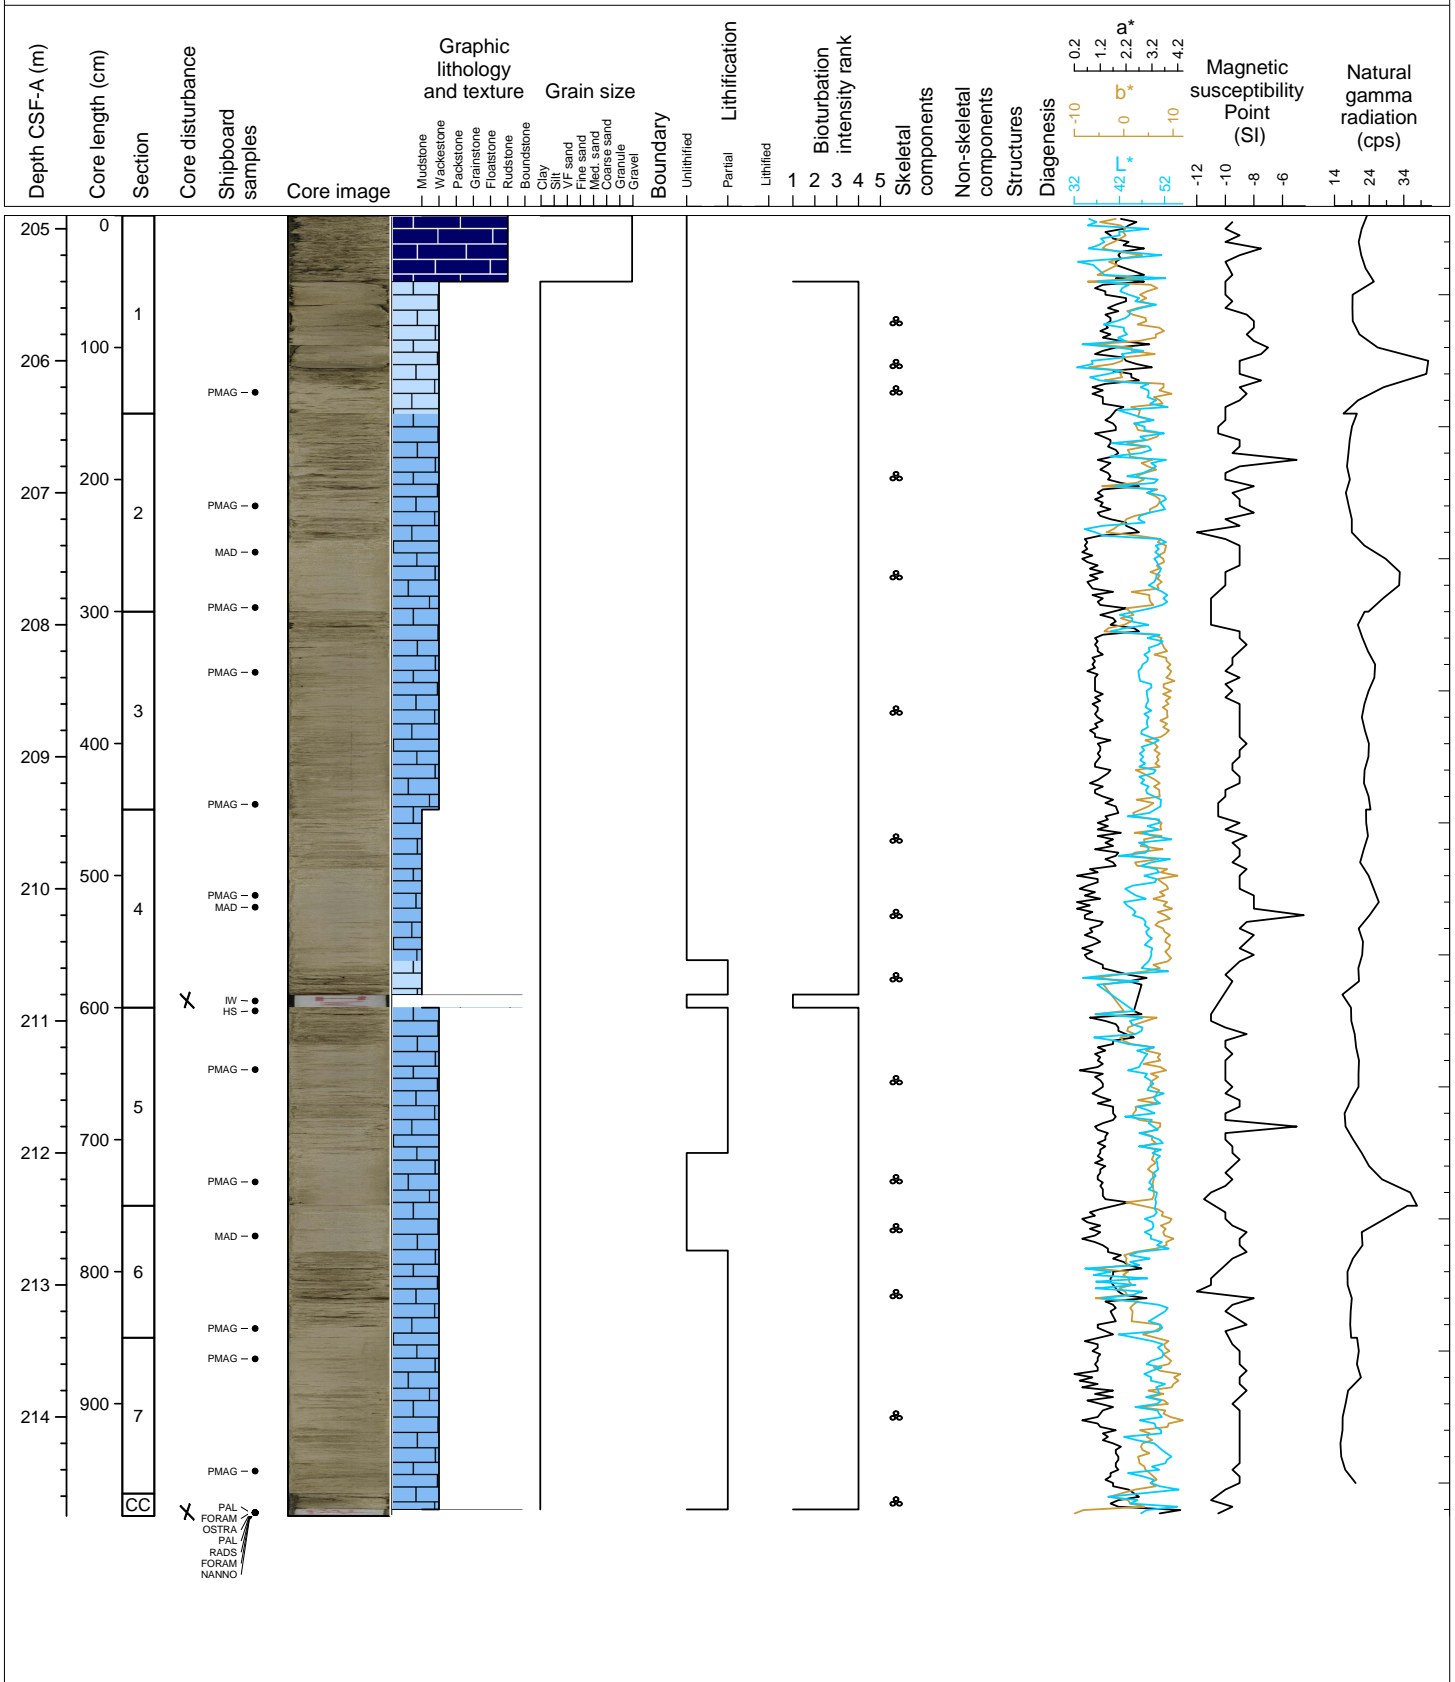 Depth CSF-A (m)
Core length (cm)
Section
Core disturbance
Shipboard
samples
Core image
Graphic
lithology
and texture
Mudstone
Wackestone
Packstone
Grainstone
Floatstone
Rudstone
Boundstone
Grain size
Clay
Silt
VF sand
Fine sand
Med. sand
Coarse sand
Granule
Gravel
Boundary
Lithification
Unlithified
Partial
Lithified
Bioturbation
intensity rank
1 2 3 4 5
Skeletal
components
Non-skeletal
components
Structures
Diagenesis
a*
0.2 1.2 2.2 3.2 4.2
b*
-10 0 10
L*
32 42 52
Magnetic
susceptibility
Point
(SI)
-12 -10 -8 -6
Natural
gamma
radiation
(cps)
14 24 34
205
206
207
208
209
210
211
212
213
214
0
100
200
300
400
500
600
700
800
900
1
2
3
4
5
6
7
CC
PMAG
PMAG
MAD
PMAG
PMAG
PMAG
PMAG
MAD
IW
HS
PMAG
PMAG
MAD
PMAG
PMAG
PMAG
PAL
FORAM
OSTRA
PAL
RADS
FORAM
NANNO